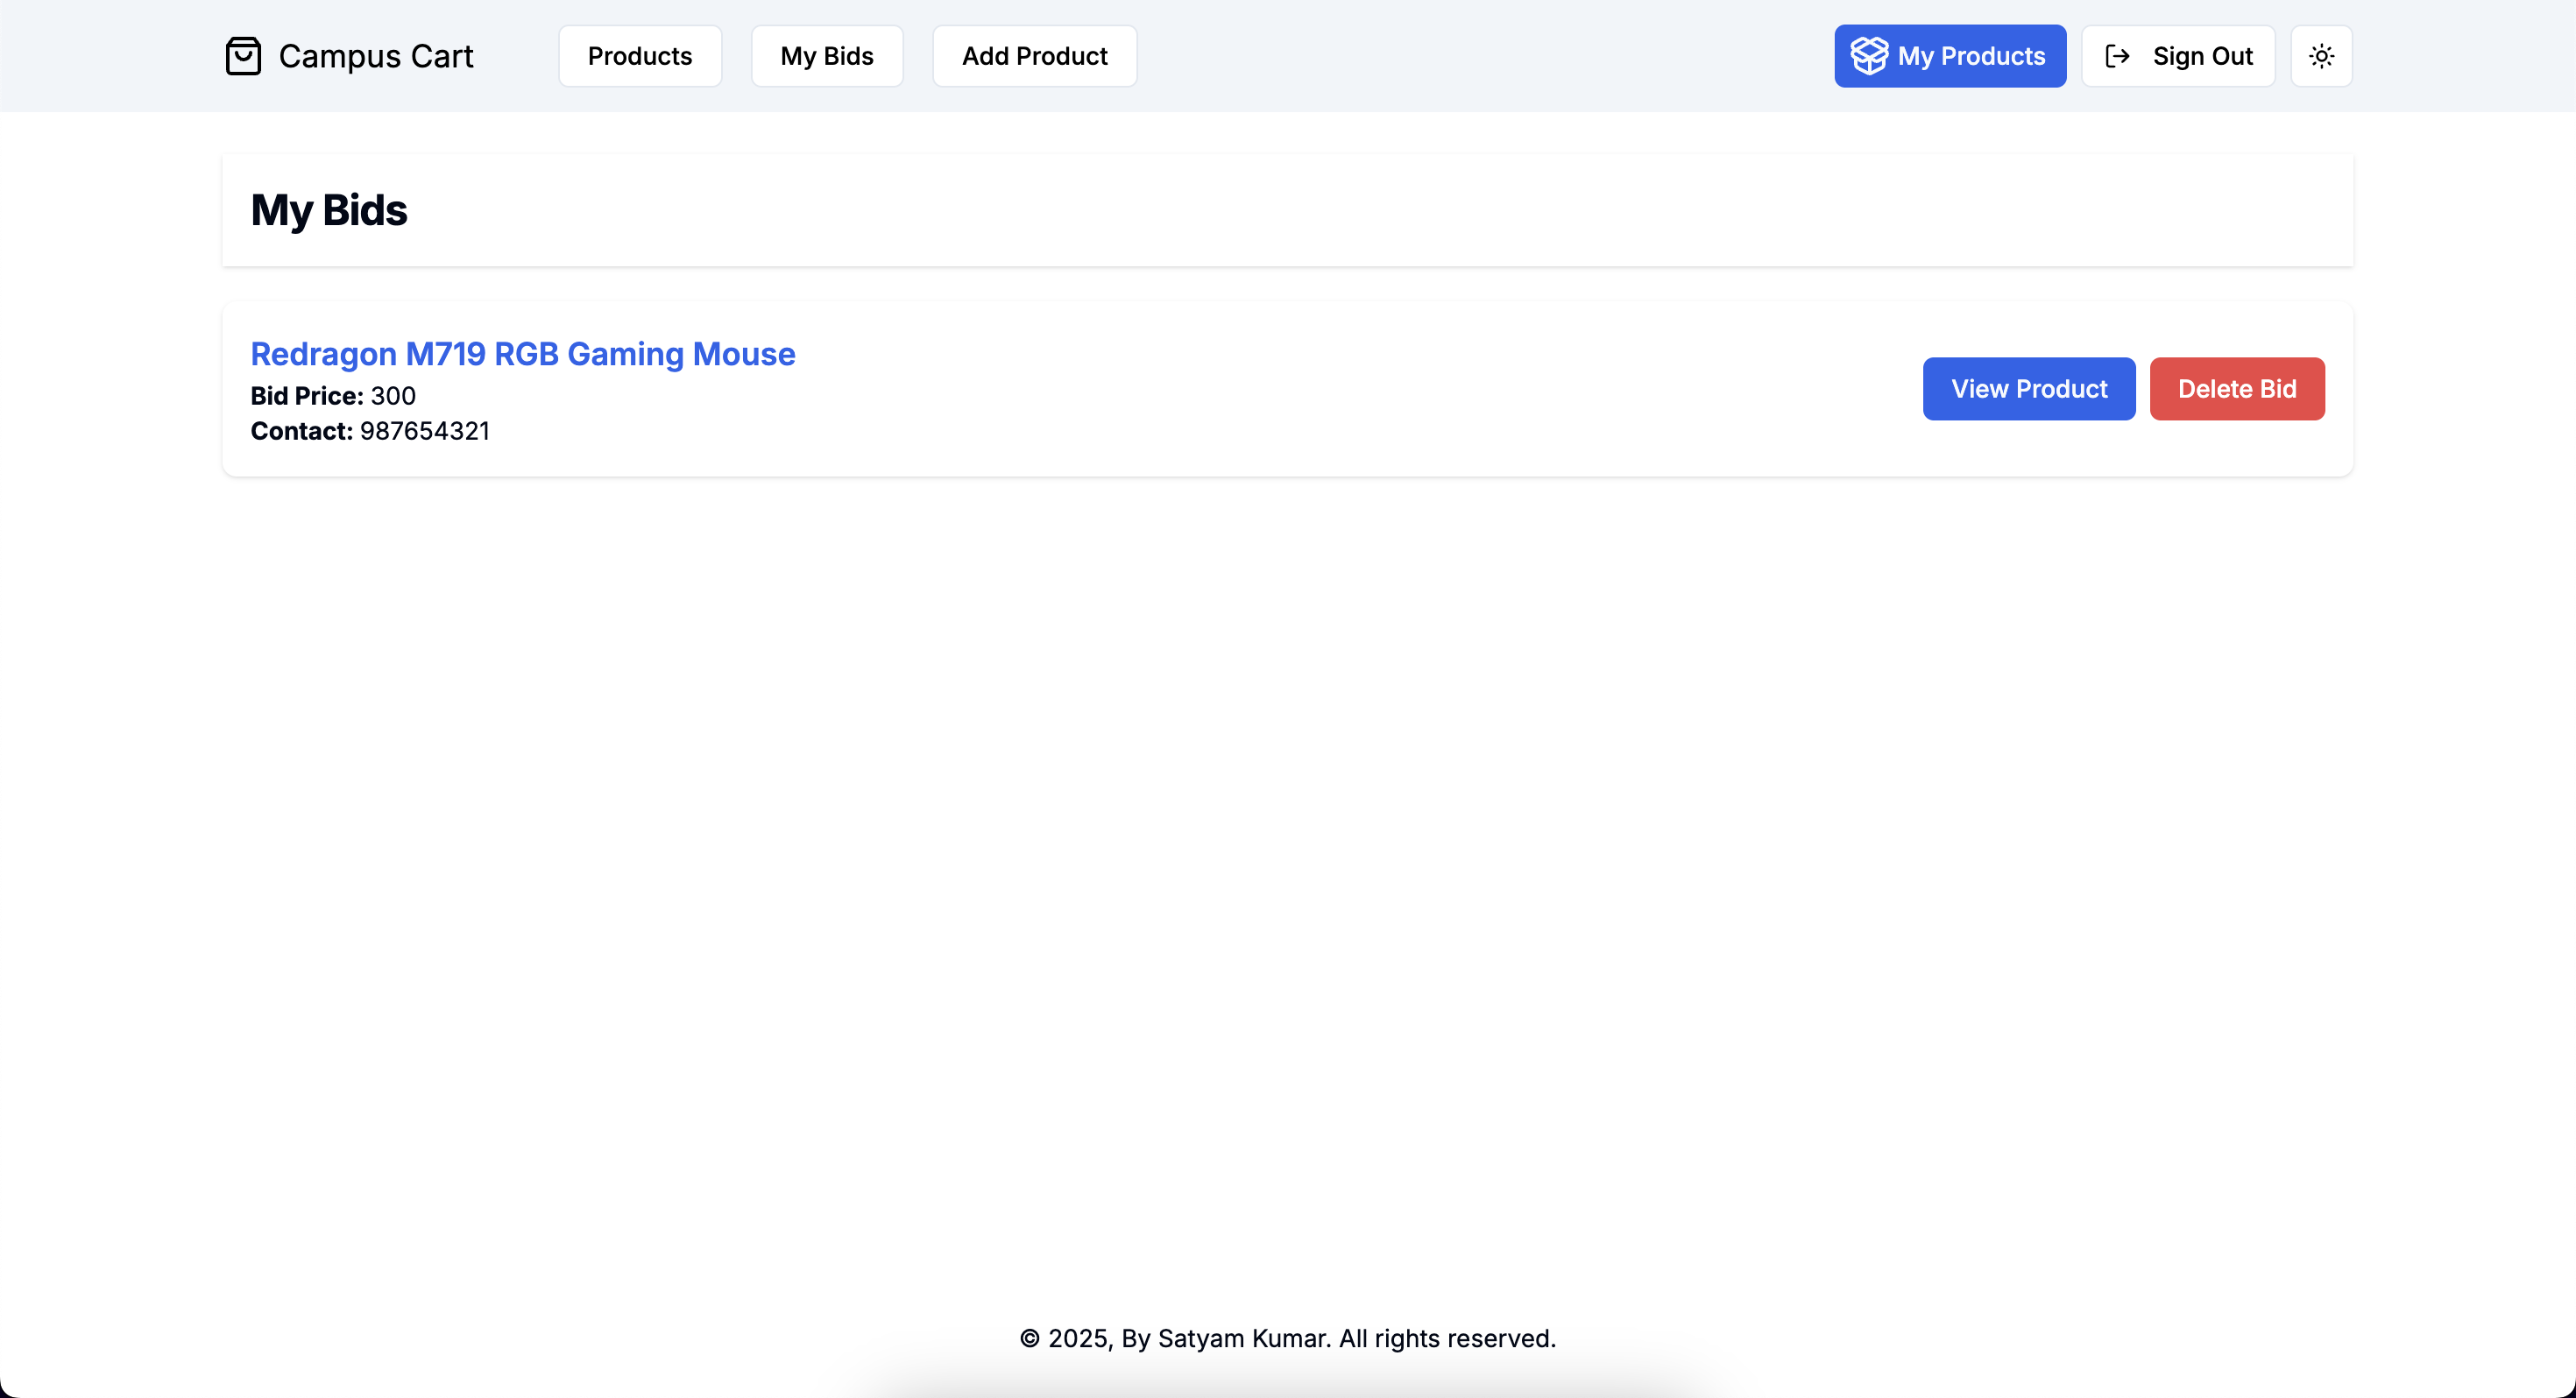 Campus Cart Products My Bids Add Product My Products Sign Out
My Bids
Redragon M719 RGB Gaming Mouse
Bid Price: 300
Contact: 987654321
View Product Delete Bid
© 2025, By Satyam Kumar. All rights reserved.